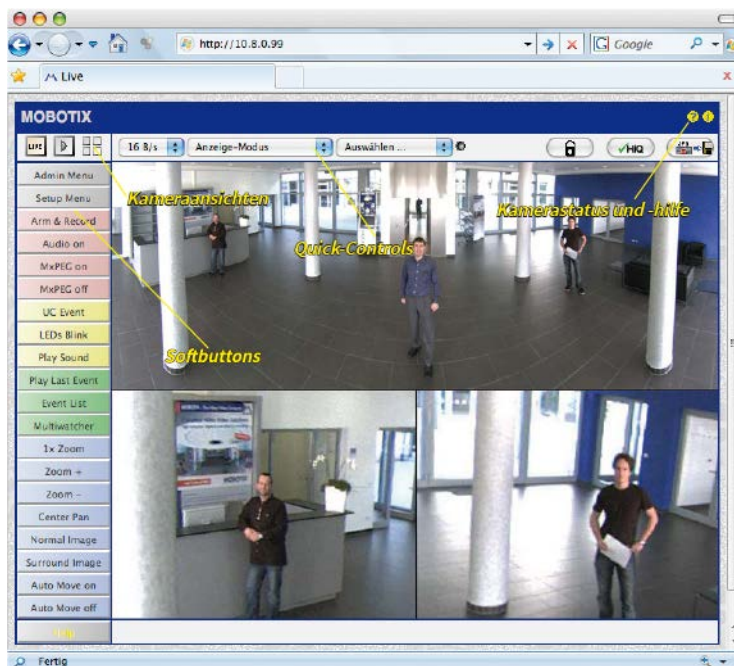 http://10.8.0.99
Google
Live
MOBOTIX
LIVE
16 B/s
Anzeige-Modus
Auswählen ...
HIQ
Admin Menu
Setup Menu
Arm & Record
Audio on
MxPEG on
MxPEG off
UC Event
LEDs Blink
Play Sound
Play Last Event
Event List
Multiwatcher
1x Zoom
Zoom +
Zoom -
Center Pan
Normal Image
Surround Image
Auto Move on
Auto Move off
Help
Kameraansichten
Quick-Controls
Kamerastatus und -hilfe
Softbuttons
MOBOTIX
Fertig